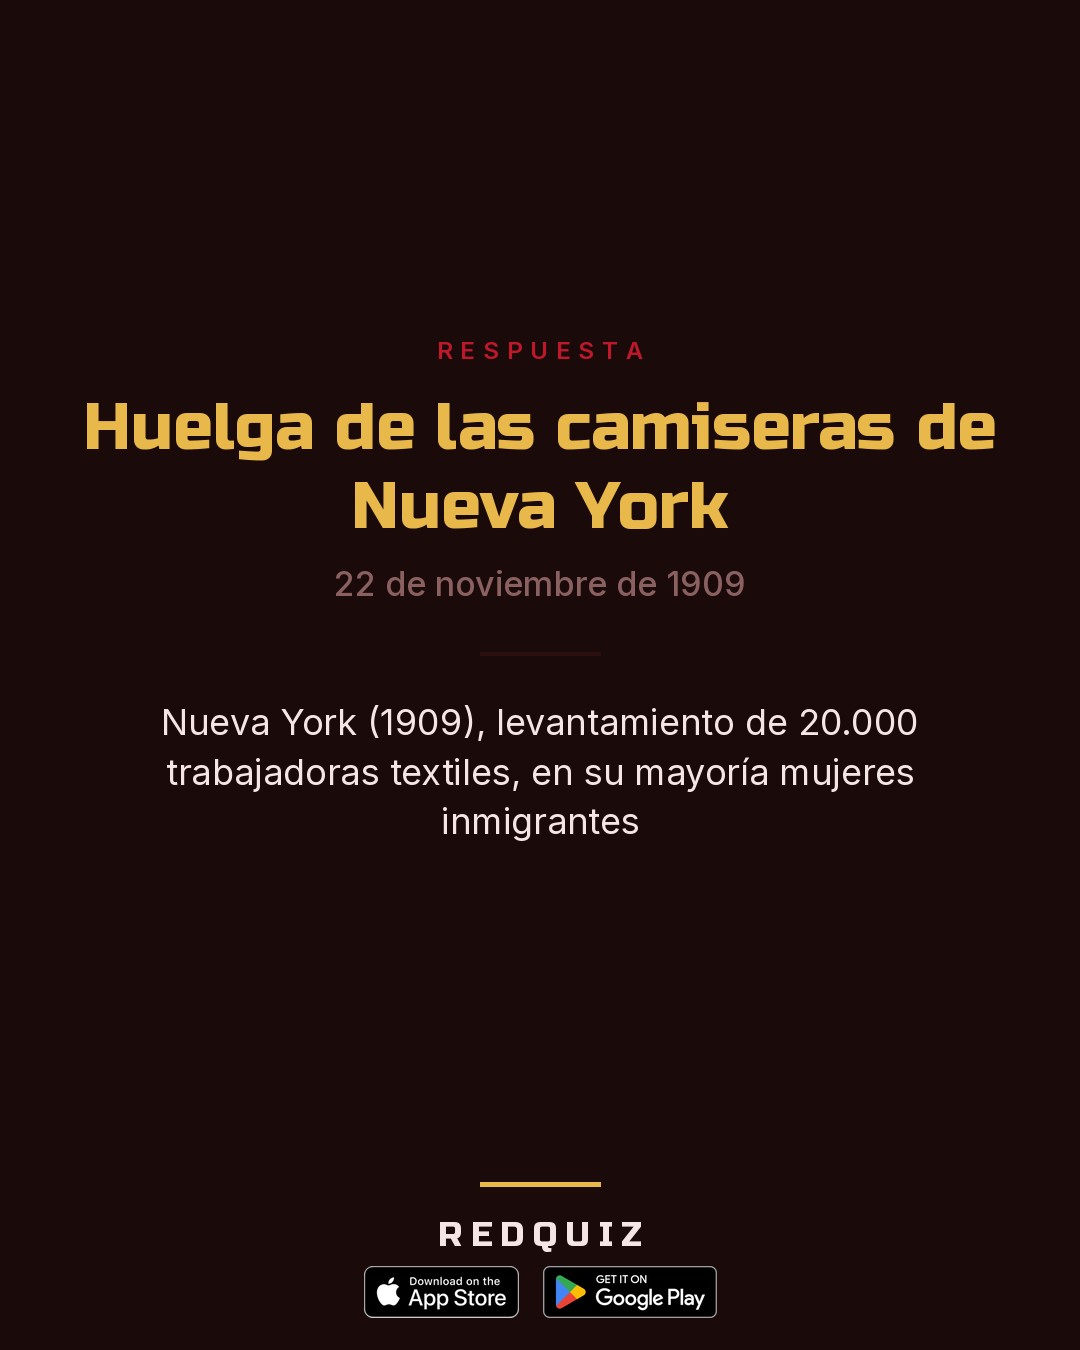 RESPUESTA
Huelga de las camiseras de
Nueva York
22 de noviembre de 1909
Nueva York (1909), levantamiento de 20.000
trabajadoras textiles, en su mayoría mujeres
inmigrantes
REDQUIZ
Download on the
App Store
GET IT ON
Google Play